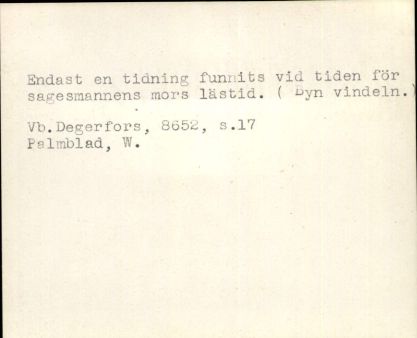 Endast en tidning funnits vid tiden för
sagesmannens mors lästid. ( Byn vindeln.)
Vb.Degerfors, 8652, s.17
Palmblad, W.